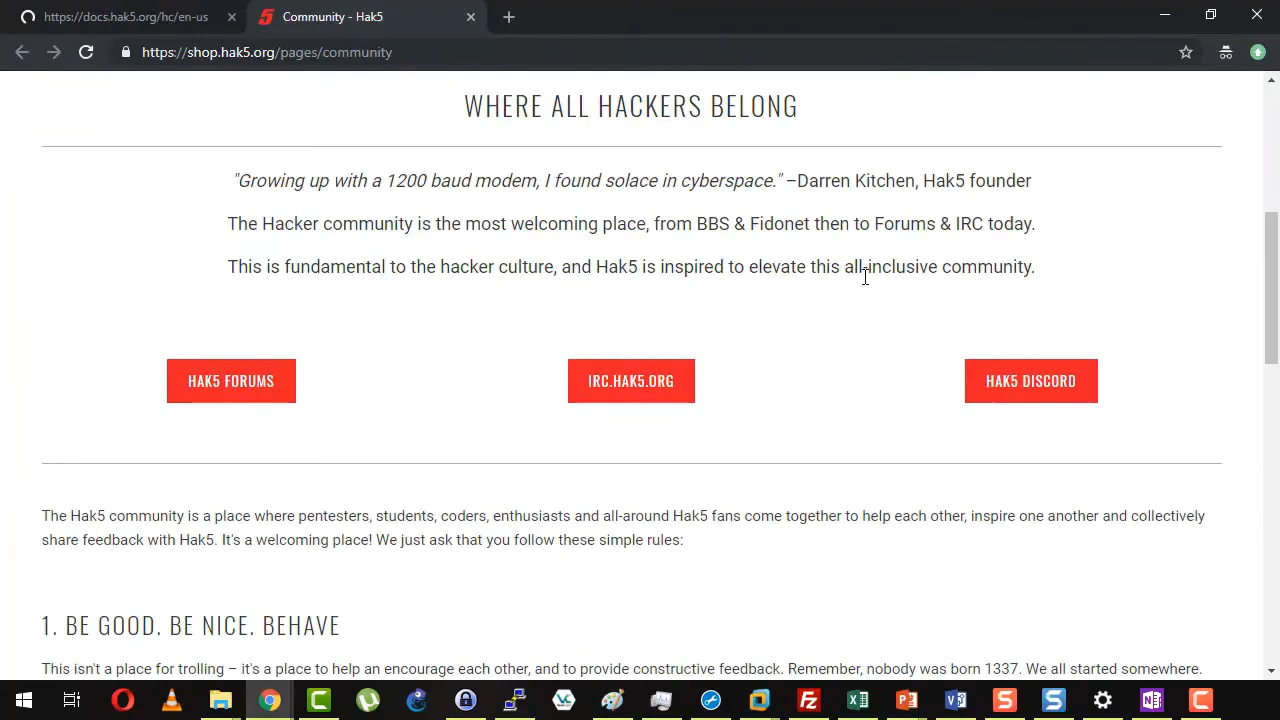 https://docs.hak5.org/hc/en-us
Community - Hak5
https://shop.hak5.org/pages/community
WHERE ALL HACKERS BELONG
"Growing up with a 1200 baud modem, I found solace in cyberspace." –Darren Kitchen, Hak5 founder
The Hacker community is the most welcoming place, from BBS & Fidonet then to Forums & IRC today.
This is fundamental to the hacker culture, and Hak5 is inspired to elevate this all-inclusive community.
HAK5 FORUMS
IRC.HAK5.ORG
HAK5 DISCORD
The Hak5 community is a place where pentesters, students, coders, enthusiasts and all-around Hak5 fans come together to help each other, inspire one another and collectively
share feedback with Hak5. It's a welcoming place! We just ask that you follow these simple rules:
1. BE GOOD. BE NICE. BEHAVE
This isn't a place for trolling – it's a place to help an encourage each other, and to provide constructive feedback. Remember, nobody was born 1337. We all started somewhere.